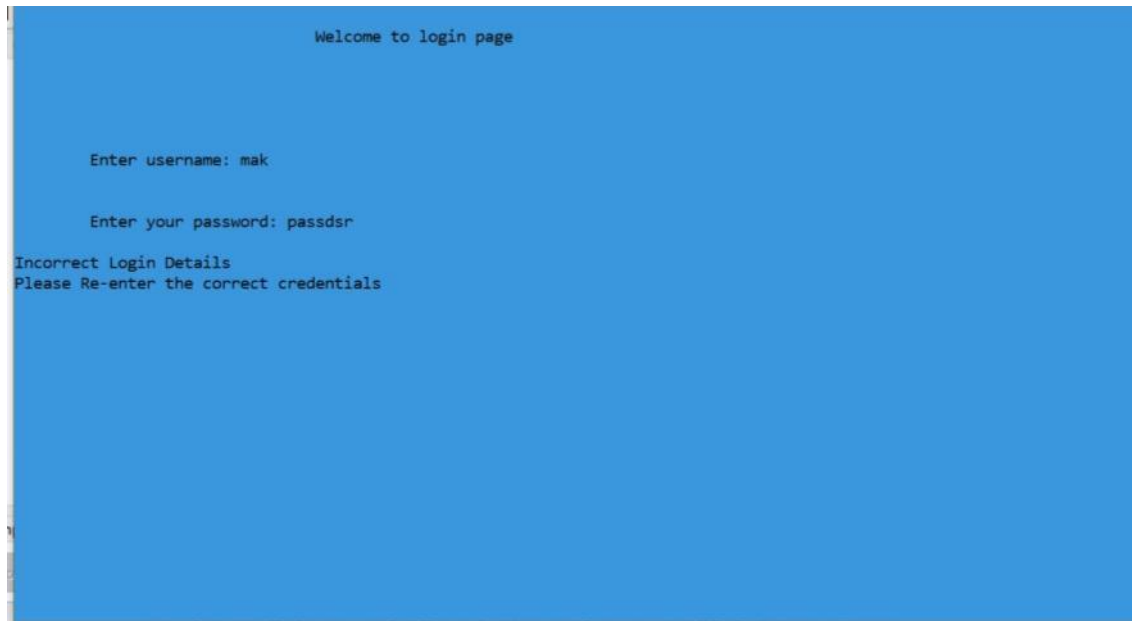 Welcome to login page
Enter username: mak
Enter your password: passdsr
Incorrect Login Details
Please Re-enter the correct credentials